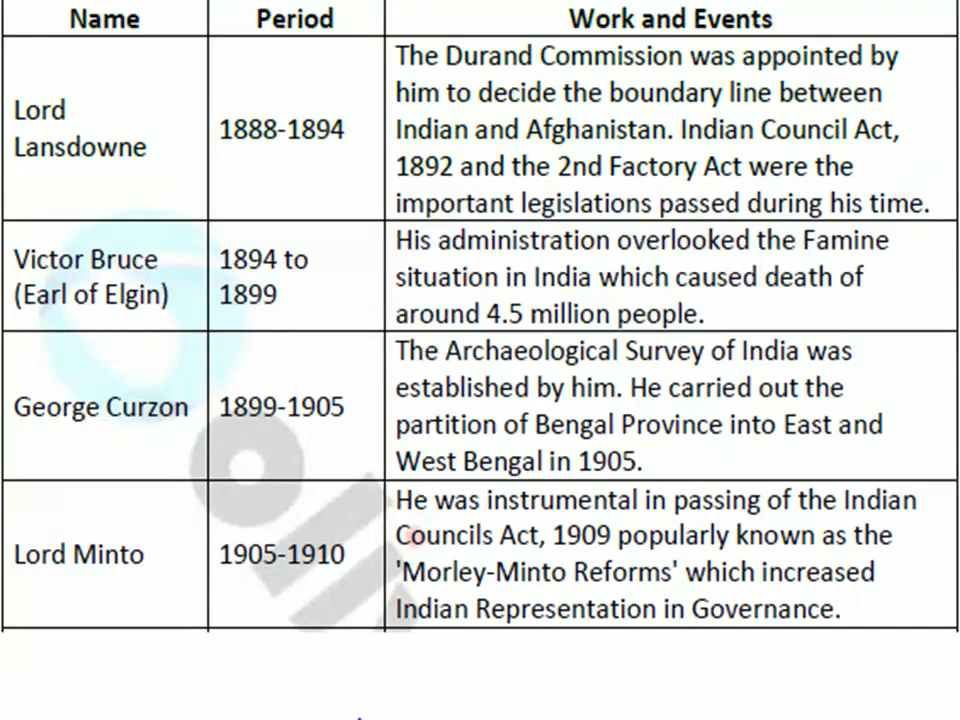 Name Period Work and Events
Lord
Lansdowne
1888-1894
The Durand Commission was appointed by
him to decide the boundary line between
Indian and Afghanistan. Indian Council Act,
1892 and the 2nd Factory Act were the
important legislations passed during his time.
Victor Bruce
(Earl of Elgin)
1894 to
1899
His administration overlooked the Famine
situation in India which caused death of
around 4.5 million people.
George Curzon
1899-1905
The Archaeological Survey of India was
established by him. He carried out the
partition of Bengal Province into East and
West Bengal in 1905.
Lord Minto
1905-1910
He was instrumental in passing of the Indian
Councils Act, 1909 popularly known as the
'Morley-Minto Reforms' which increased
Indian Representation in Governance.